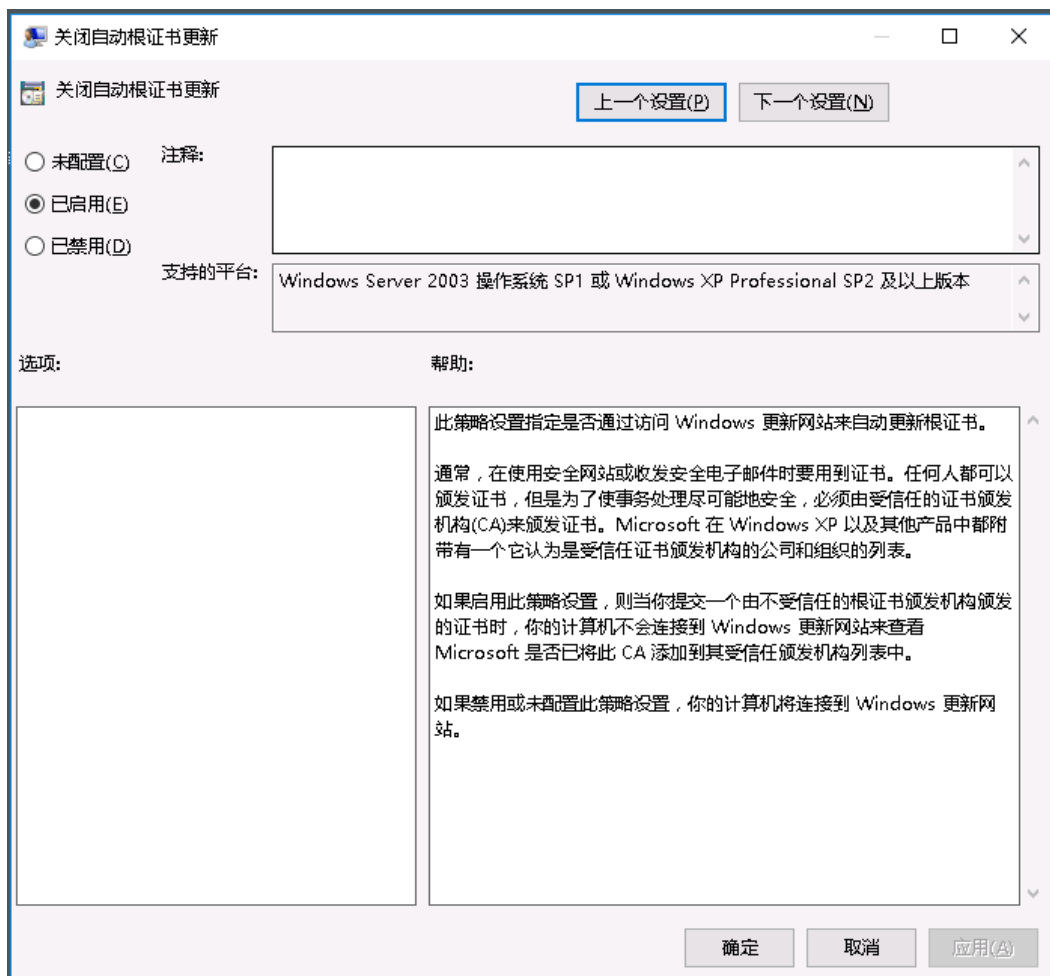 关闭自动根证书更新
关闭自动根证书更新
上一个设置(P)
下一个设置(N)
未配置(C)
注释:
已启用(E)
已禁用(D)
支持的平台:
Windows Server 2003 操作系统 SP1 或 Windows XP Professional SP2 及以上版本
选项:
帮助:
此策略设置指定是否通过访问 Windows 更新网站来自动更新根证书。
通常，在使用安全网站或收发安全电子邮件时要用到证书。任何人都可以
颁发证书，但是为了使事务处理尽可能地安全，必须由受信任的证书颁发
机构(CA)来颁发证书。Microsoft 在 Windows XP 以及其他产品中都附
带有一个它认为是受信任证书颁发机构的公司和组织的列表。
如果启用此策略设置，则当你提交一个由不受信任的根证书颁发机构颁发
的证书时，你的计算机不会连接到 Windows 更新网站来查看
Microsoft 是否已将此 CA 添加到其受信任颁发机构列表中。
如果禁用或未配置此策略设置，你的计算机将连接到 Windows 更新网
站。
确定
取消
应用(A)